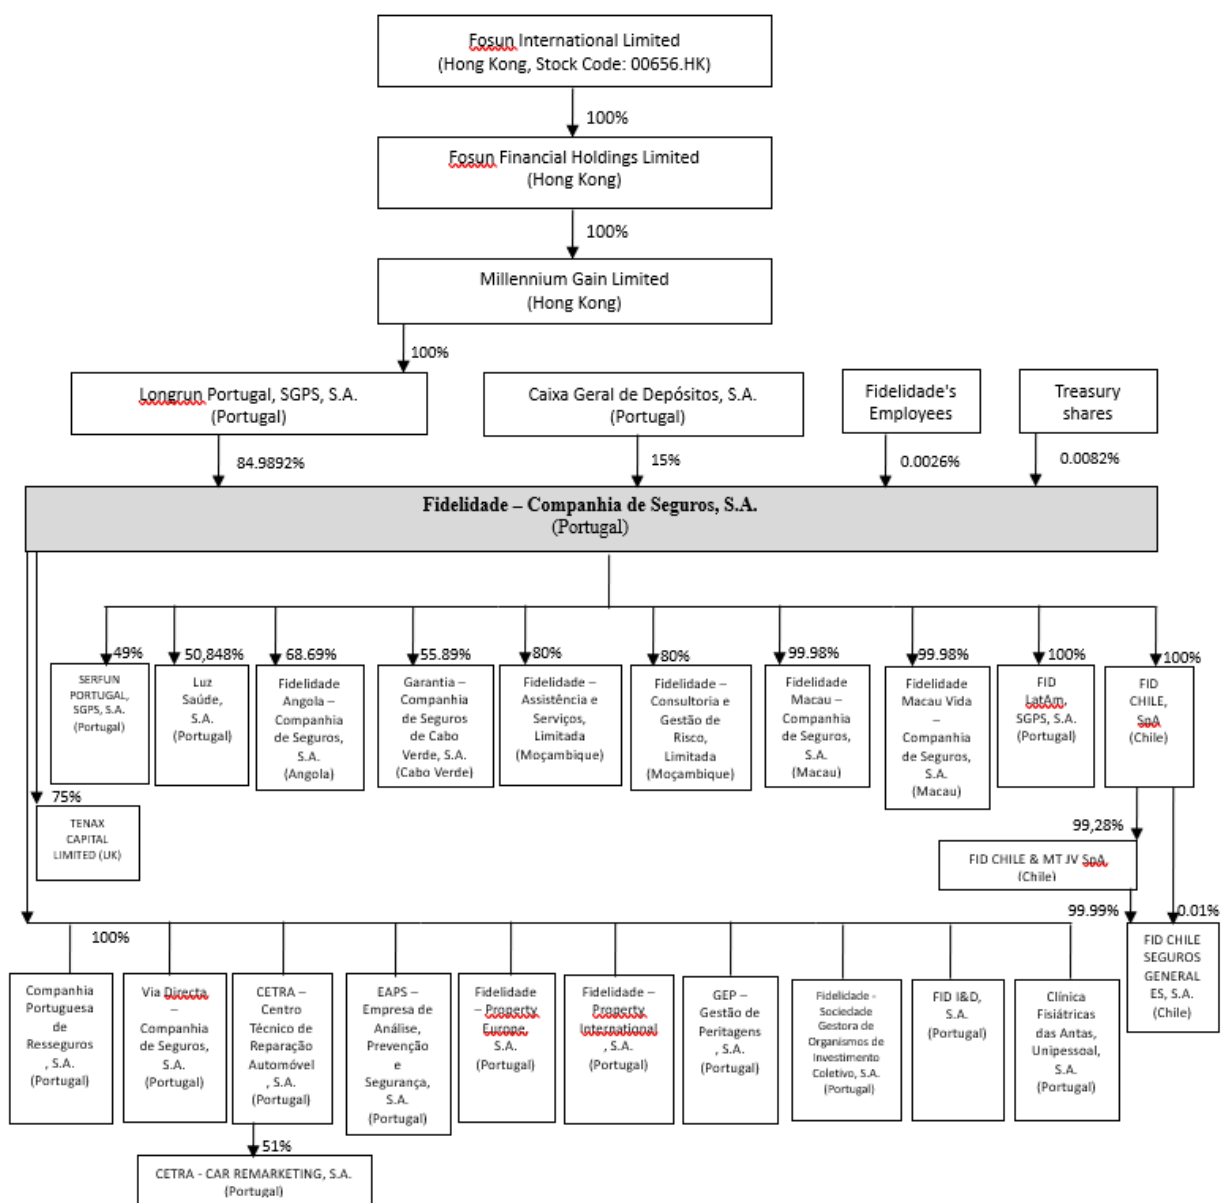 Fosun International Limited
(Hong Kong, Stock Code: 00656.HK)
100%
Fosun Financial Holdings Limited
(Hong Kong)
100%
Millennium Gain Limited
(Hong Kong)
100%
Longrun Portugal, SGPS, S.A.
(Portugal)
Caixa Geral de Depósitos, S.A.
(Portugal)
Fidelidade's
Employees
Treasury
shares
84.9892%
15%
0.0026%
0.0082%
Fidelidade – Companhia de Seguros, S.A.
(Portugal)
49%
SERFUN
PORTUGAL,
SGPS, S.A.
(Portugal)
50,848%
Luz
Saúde,
S.A.
(Portugal)
68.69%
Fidelidade
Angola –
Companhia
de Seguros,
S.A.
(Angola)
55.89%
Garantia –
Companhia
de Seguros
de Cabo
Verde, S.A.
(Cabo Verde)
80%
Fidelidade –
Assistência e
Serviços,
Limitada
(Moçambique)
80%
Fidelidade –
Consultoria e
Gestão de
Risco,
Limitada
(Moçambique)
99.98%
Fidelidade
Macau –
Companhia
de Seguros,
S.A.
(Macau)
99.98%
Fidelidade
Macau Vida
–
Companhia
de Seguros,
S.A.
(Macau)
100%
FID
LatAm,
SGPS, S.A.
(Portugal)
100%
FID
CHILE,
SpA
(Chile)
75%
TENAX
CAPITAL
LIMITED (UK)
99,28%
FID CHILE & MT JV SpA
(Chile)
99.99%
0.01%
FID CHILE
SEGUROS
GENERAL
ES, S.A.
(Chile)
100%
Companhia
Portuguesa
de
Resseguros
, S.A.
(Portugal)
Via Directa
–
Companhia
de Seguros,
S.A.
(Portugal)
CETRA –
Centro
Técnico de
Reparação
Automóvel
, S.A.
(Portugal)
EAPS –
Empresa de
Análise,
Prevenção
e
Segurança,
S.A.
(Portugal)
Fidelidade
– Property
Europe,
S.A.
(Portugal)
Fidelidade –
Property
International
, S.A.
(Portugal)
GEP –
Gestão de
Peritagens
, S.A.
(Portugal)
Fidelidade -
Sociedade
Gestora de
Organismos de
Investimento
Coletivo, S.A.
(Portugal)
FID I&D,
S.A.
(Portugal)
Clínica
Fisiátricas
das Antas,
Unipessoal,
S.A.
(Portugal)
51%
CETRA - CAR REMARKETING, S.A.
(Portugal)